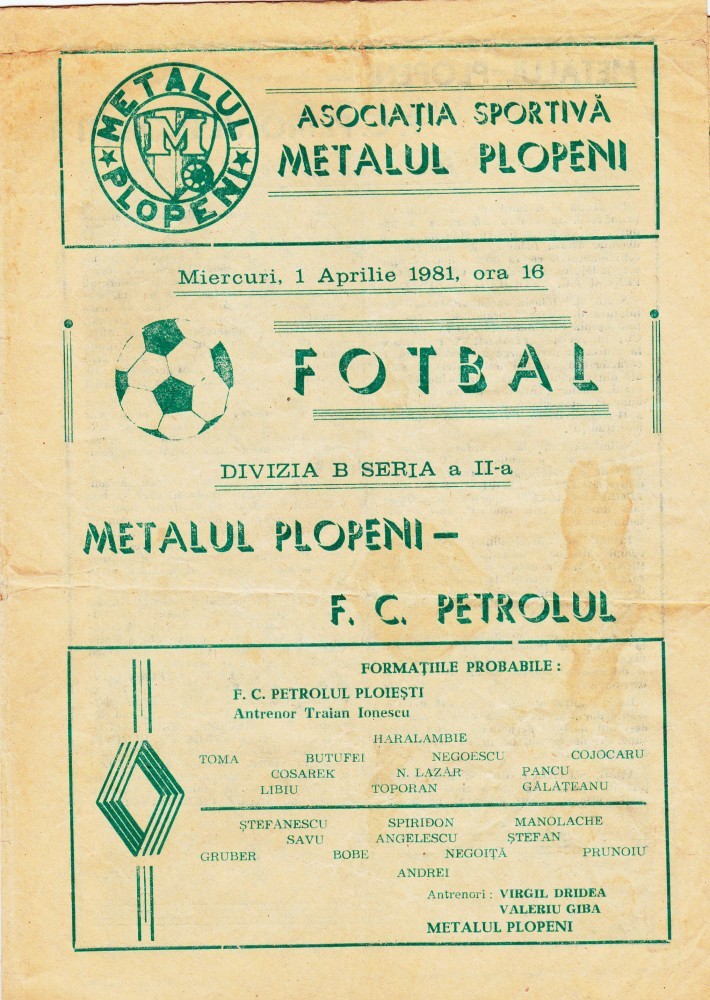 METALUL
M
PLOPENI
ASOCIAȚIA SPORTIVĂ
METALUL PLOPENI
Miercuri, 1 Aprilie 1981, ora 16
FOTBAL
DIVIZIA B SERIA a II-a
METALUL PLOPENI —
F. C. PETROLUL
FORMAȚIILE PROBABILE :
F. C. PETROLUL PLOIEȘTI
Antrenor Traian Ionescu
HARALAMBIE
TOMA BUTUFEI NEGOESCU COJOCARU
COSAREK N. LAZĂR PANCU
LIBIU TOPORAN GĂLĂȚEANU
ȘTEFĂNESCU SPIRIDON MANOLACHE
SAVU ANGELESCU ȘTEFAN
GRUBER BOBE NEGOIȚĂ PRUNOIU
ANDREI
Antrenori : VIRGIL DRIDEA
VALERIU GIBA
METALUL PLOPENI